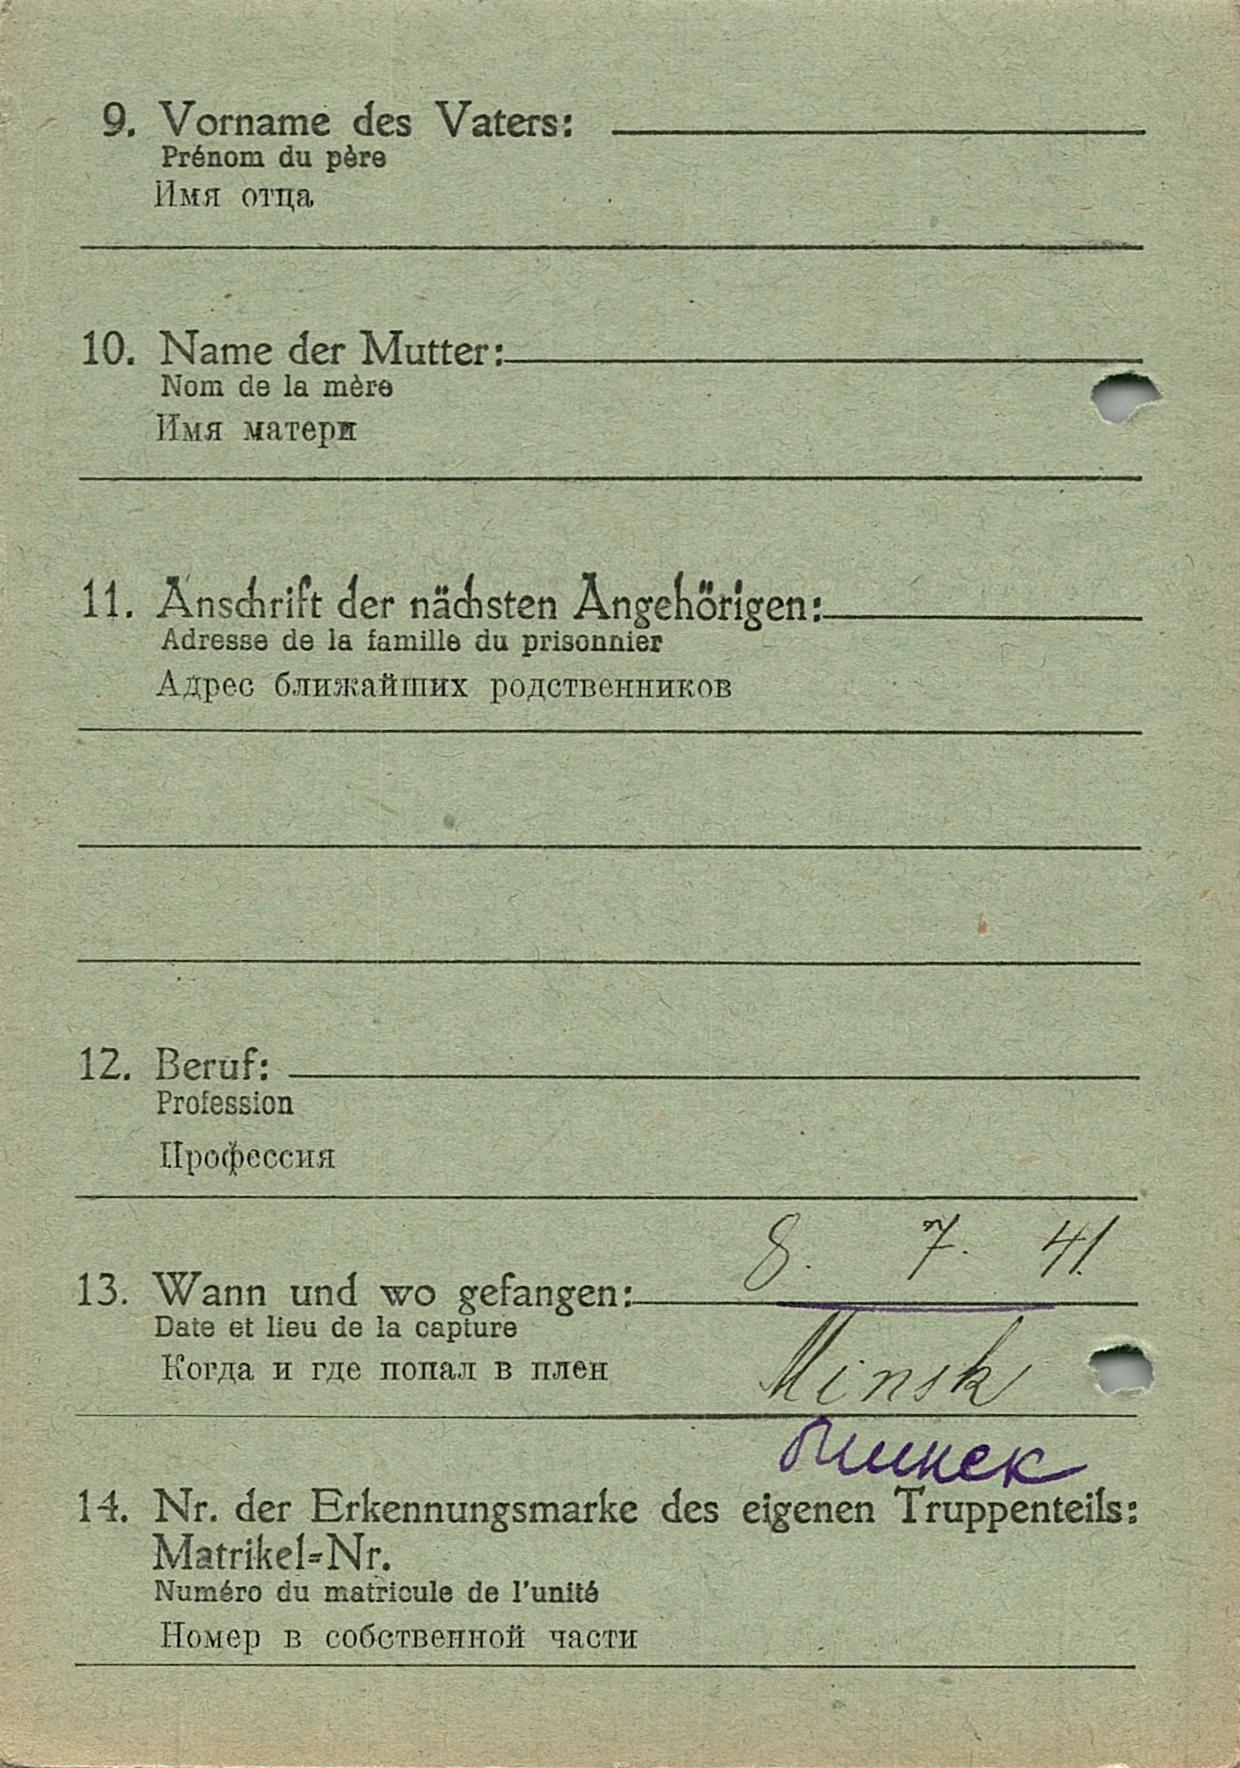 9. Vorname des Vaters:
Prénom du père
Имя отца
10. Name der Mutter:
Nom de la mère
Имя матери
11. Anschrift der nächsten Angehörigen:
Adresse de la famille du prisonnier
Адрес ближайших родственников
12. Beruf:
Profession
Профессия
8. 7. 41.
13. Wann und wo gefangen:
Date et lieu de la capture
Когда и где попал в плен
Minsk
Минск
14. Nr. der Erkennungsmarke des eigenen Truppenteils:
Matrikel-Nr.
Numéro du matricule de l'unité
Номер в собственной части